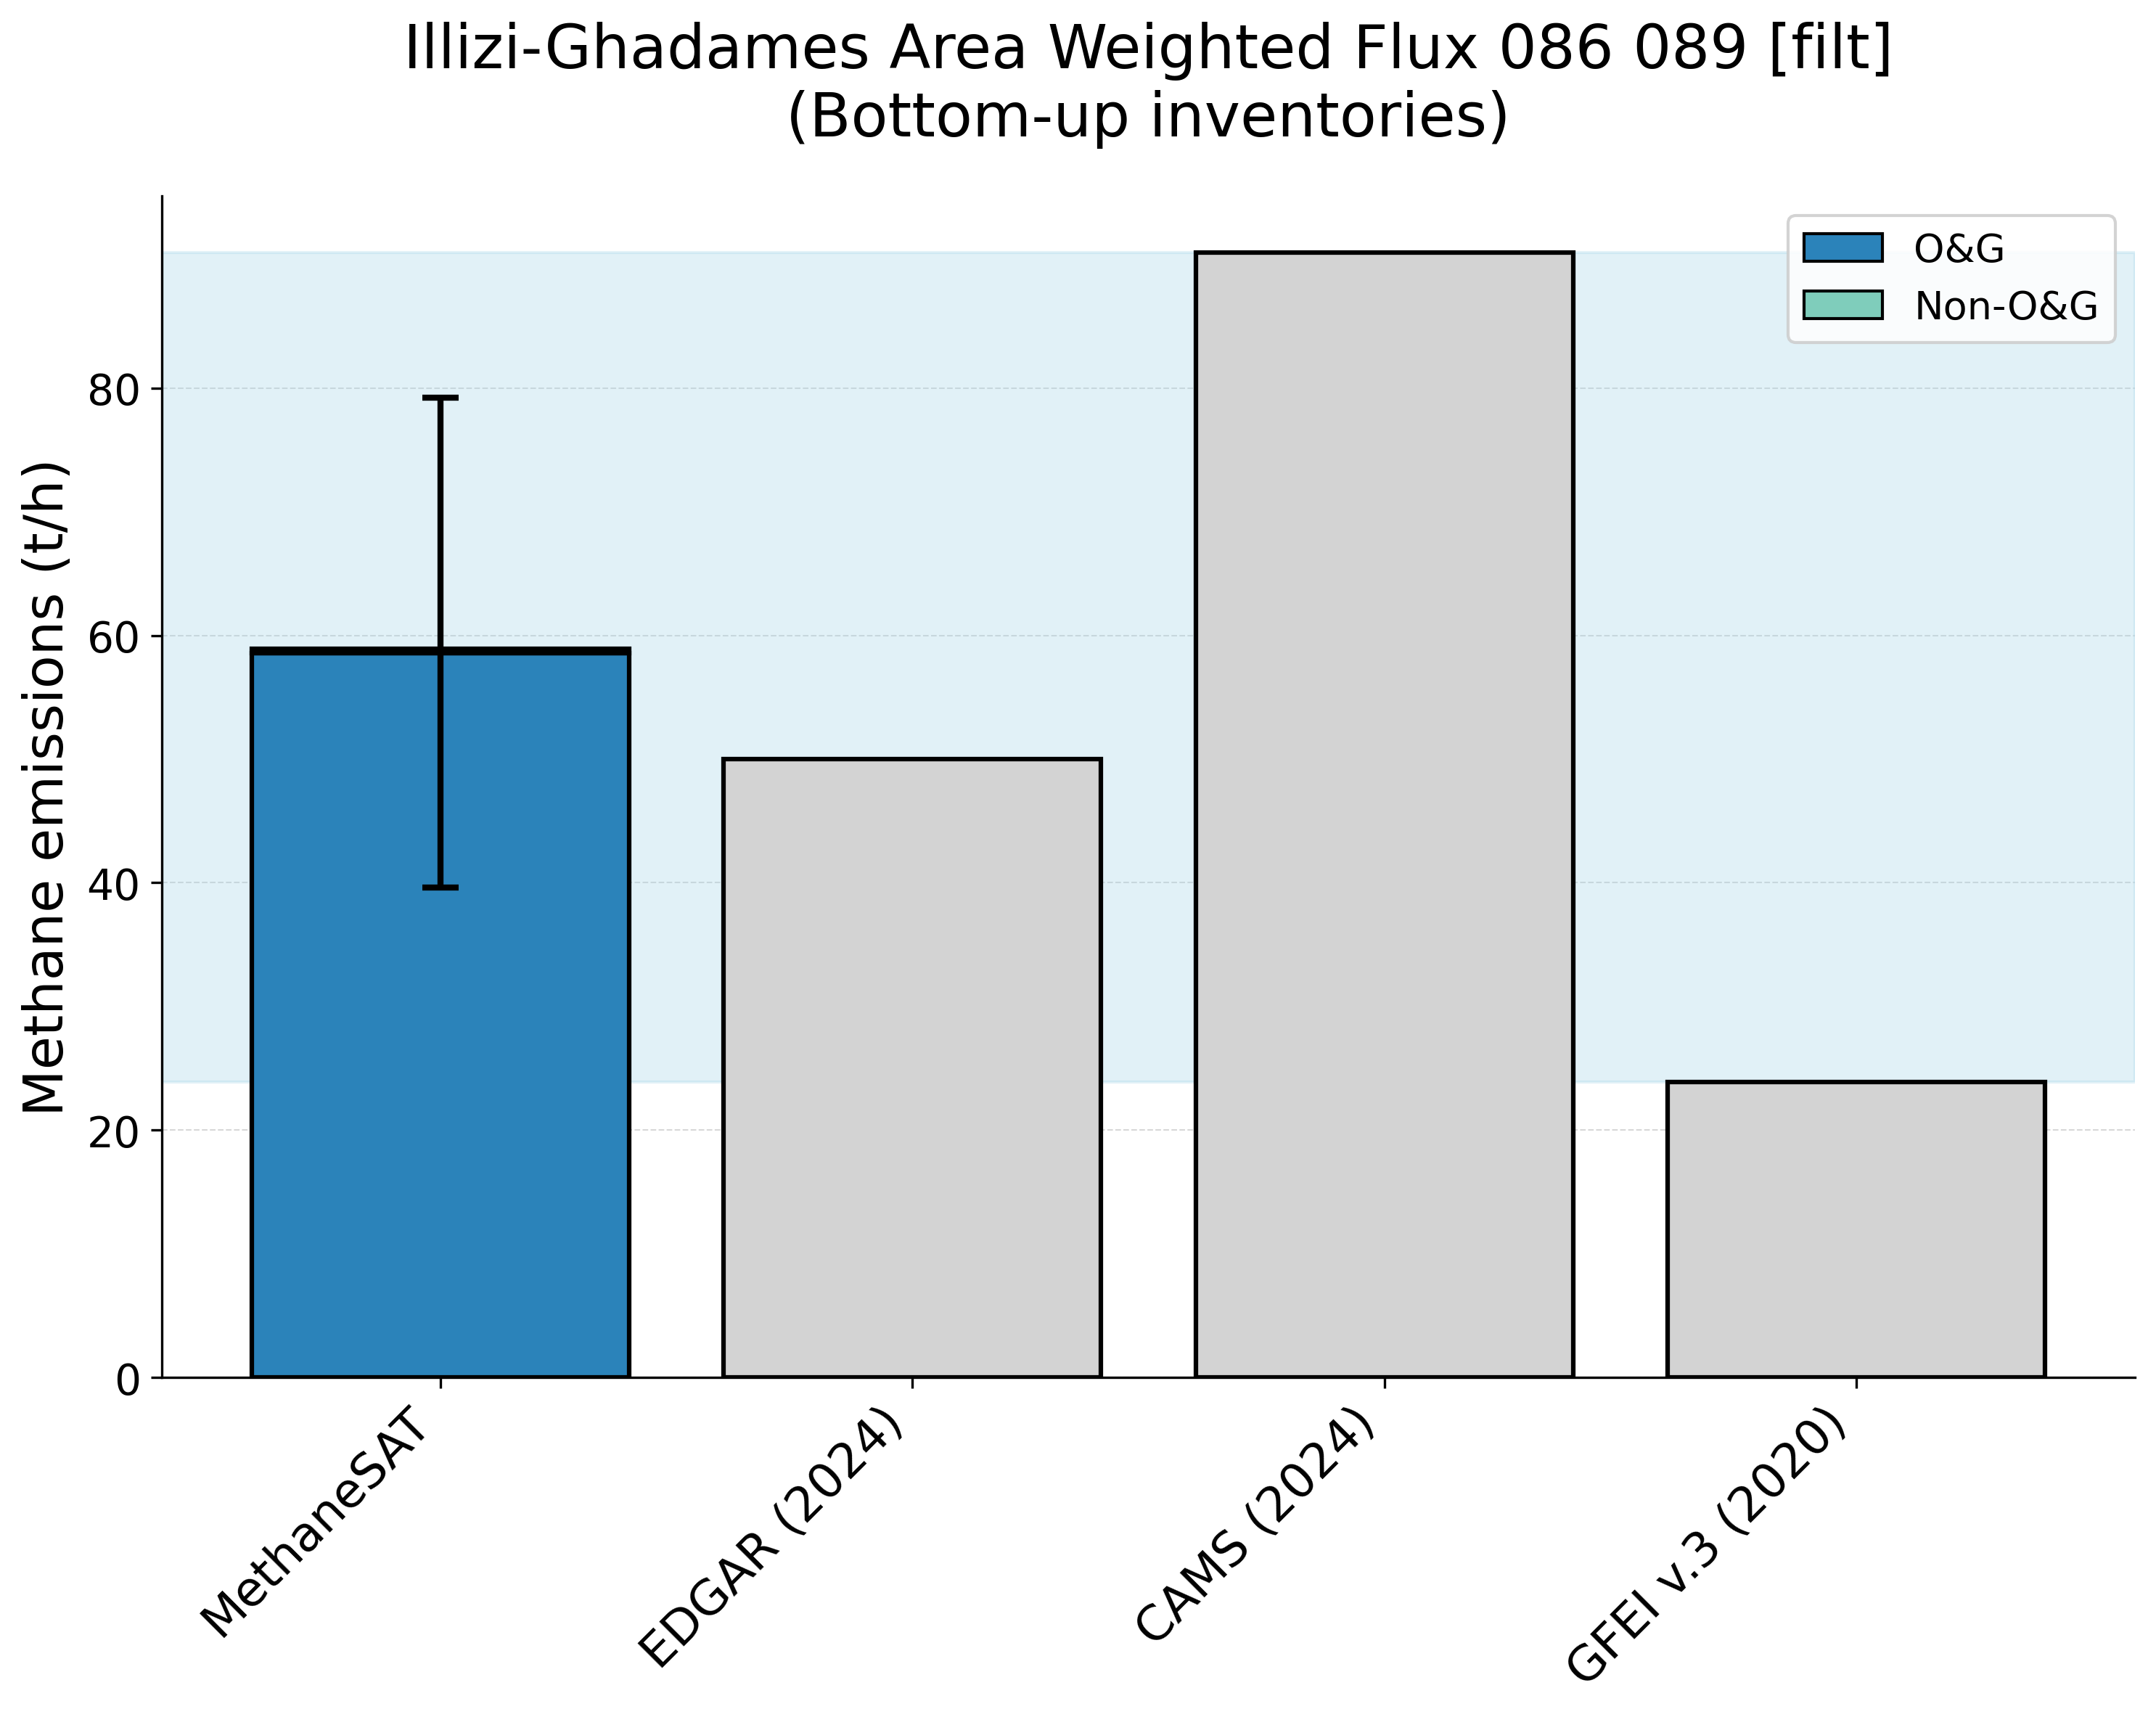 Illizi-Ghadames Area Weighted Flux 086 089 [filt]
(Bottom-up inventories)
Methane emissions (t/h)
80
60
40
20
0
O&G
Non-O&G
MethaneSAT
EDGAR (2024)
CAMS (2024)
GFEI v.3 (2020)